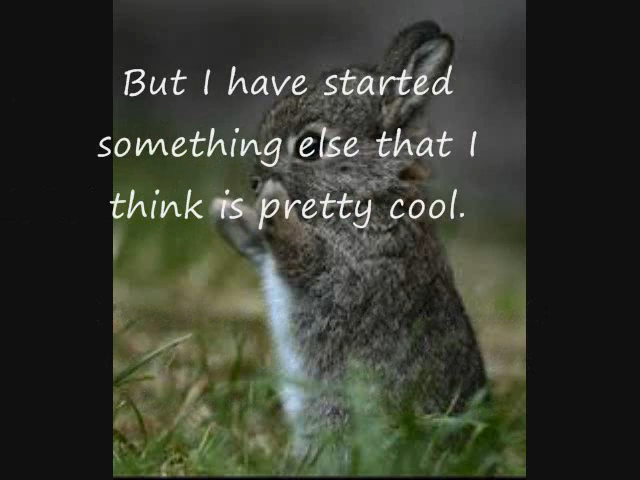 But I have started
something else that I
think is pretty cool.